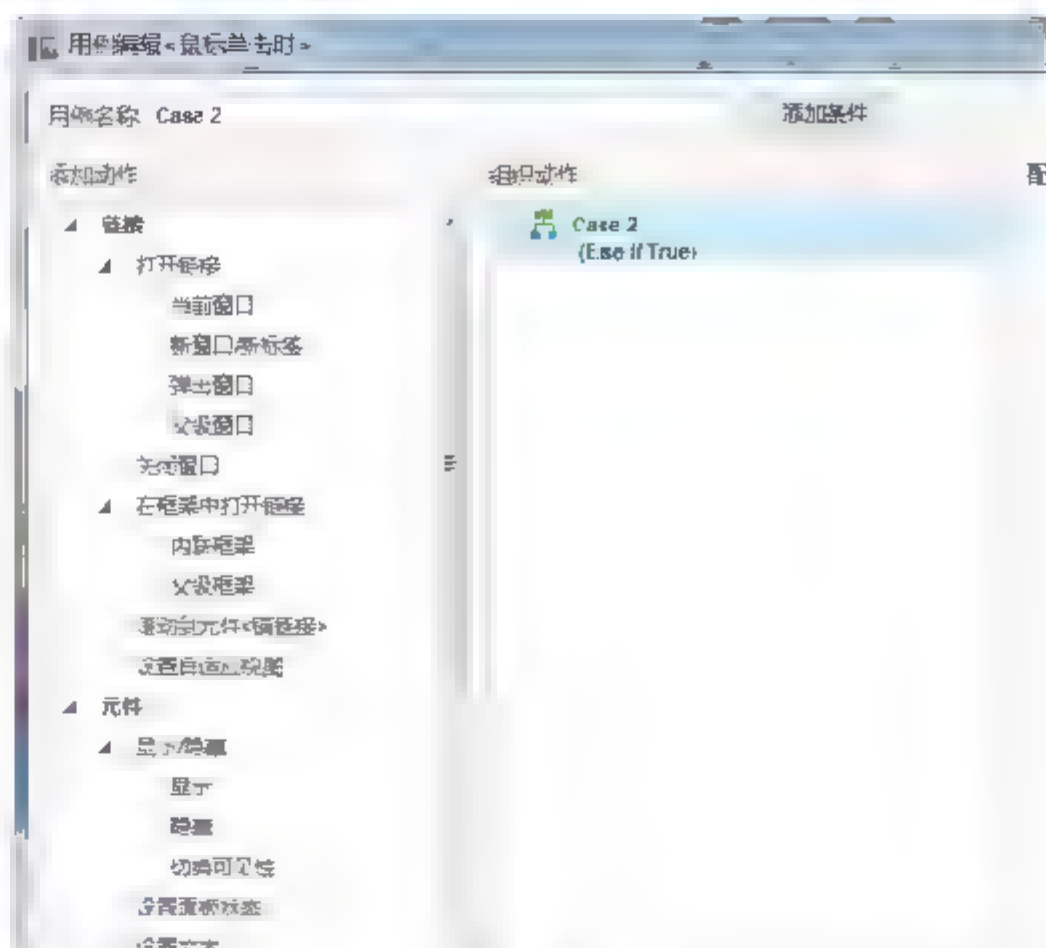 用例编辑<鼠标单击时>
用例名称 Case 2 添加条件
添加动作 组织动作 配
链接
Case 2
(Else If True)
打开链接
当前窗口
新窗口/新标签
弹出窗口
父级窗口
关闭窗口
在框架中打开链接
内联框架
父级框架
滚动到元件<锚链接>
设置自适应视图
元件
显示/隐藏
显示
隐藏
切换可见性
设置面板状态
设置文本